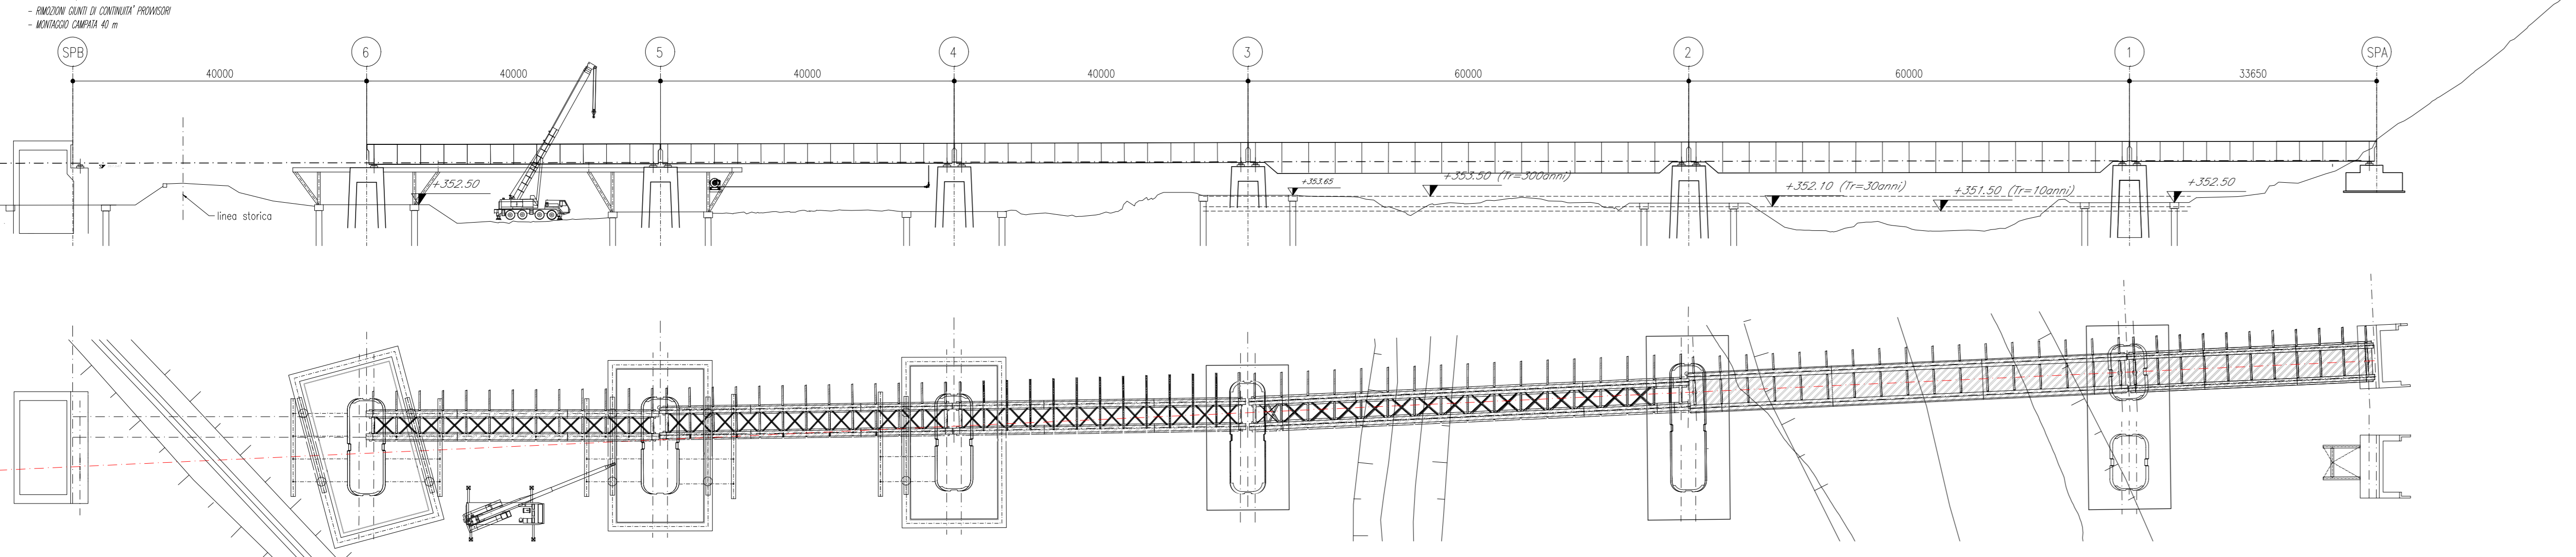 - RIMOZIONI GIUNTI DI CONTINUITA' PROVVISORI
- MONTAGGIO CAMPATA 40 m
SPB 6 5 4 3 2 1 SPA
40000 40000 40000 40000 60000 60000 33650
+352.50 +353.65 +353.50 (Tr=300anni) +352.10 (Tr=30anni) +351.50 (Tr=10anni) +352.50
linea storica